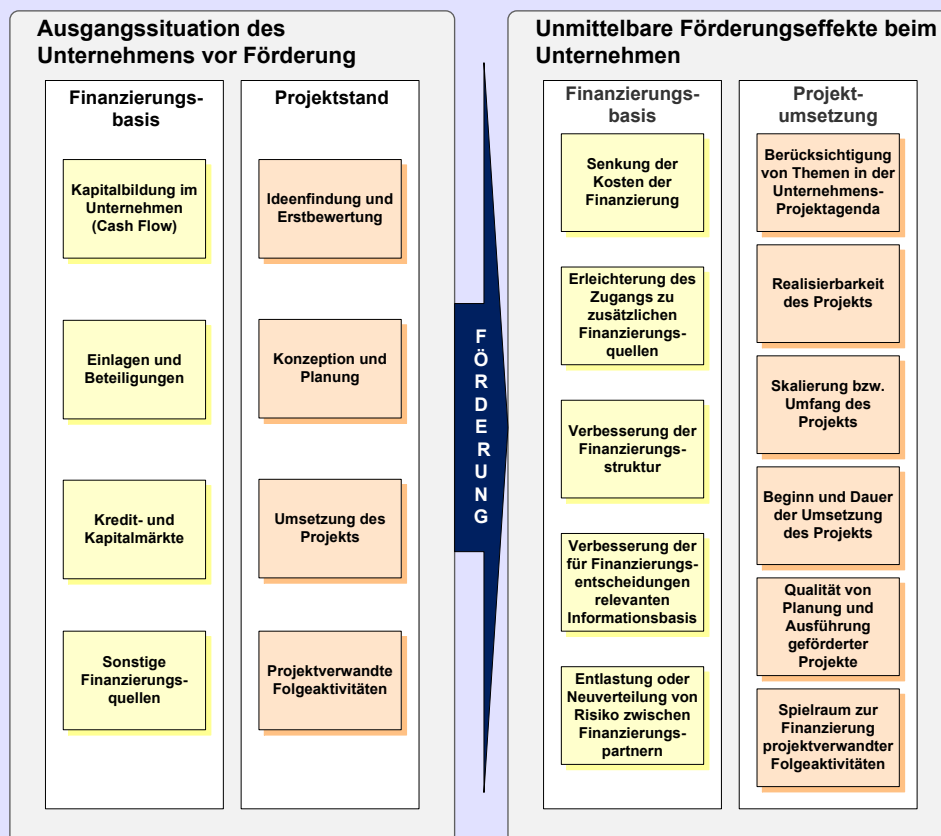 Ausgangssituation des
Unternehmens vor Förderung
Finanzierungs-
basis
Kapitalbildung im
Unternehmen
(Cash Flow)
Einlagen und
Beteiligungen
Kredit- und
Kapitalmärkte
Sonstige
Finanzierungs-
quellen
Projektstand
Ideenfindung und
Erstbewertung
Konzeption und
Planung
Umsetzung des
Projekts
Projektverwandte
Folgeaktivitäten
F
Ö
R
D
E
R
U
N
G
Unmittelbare Förderungseffekte beim
Unternehmen
Finanzierungs-
basis
Senkung der
Kosten der
Finanzierung
Erleichterung des
Zugangs zu
zusätzlichen
Finanzierungs-
quellen
Verbesserung der
Finanzierungs-
struktur
Verbesserung der
für Finanzierungs-
entscheidungen
relevanten
Informationsbasis
Entlastung oder
Neuverteilung von
Risiko zwischen
Finanzierungs-
partnern
Projekt-
umsetzung
Berücksichtigung
von Themen in der
Unternehmens-
Projektagenda
Realisierbarkeit
des Projekts
Skalierung bzw.
Umfang des
Projekts
Beginn und Dauer
der Umsetzung
des Projekts
Qualität von
Planung und
Ausführung
geförderter
Projekte
Spielraum zur
Finanzierung
projektverwandter
Folgeaktivitäten